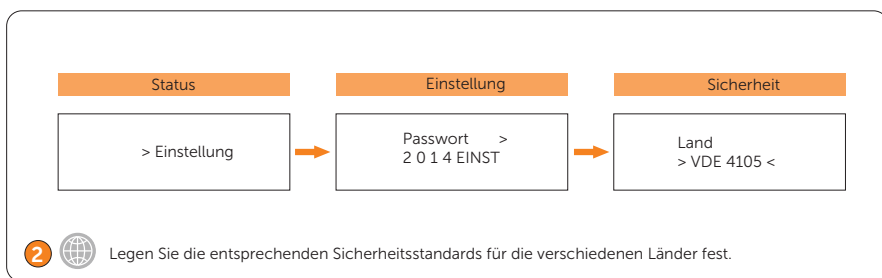 Status
Einstellung
Sicherheit
> Einstellung
Passwort >
2 0 1 4 EINST
Land
> VDE 4105 <
2 Legen Sie die entsprechenden Sicherheitsstandards für die verschiedenen Länder fest.